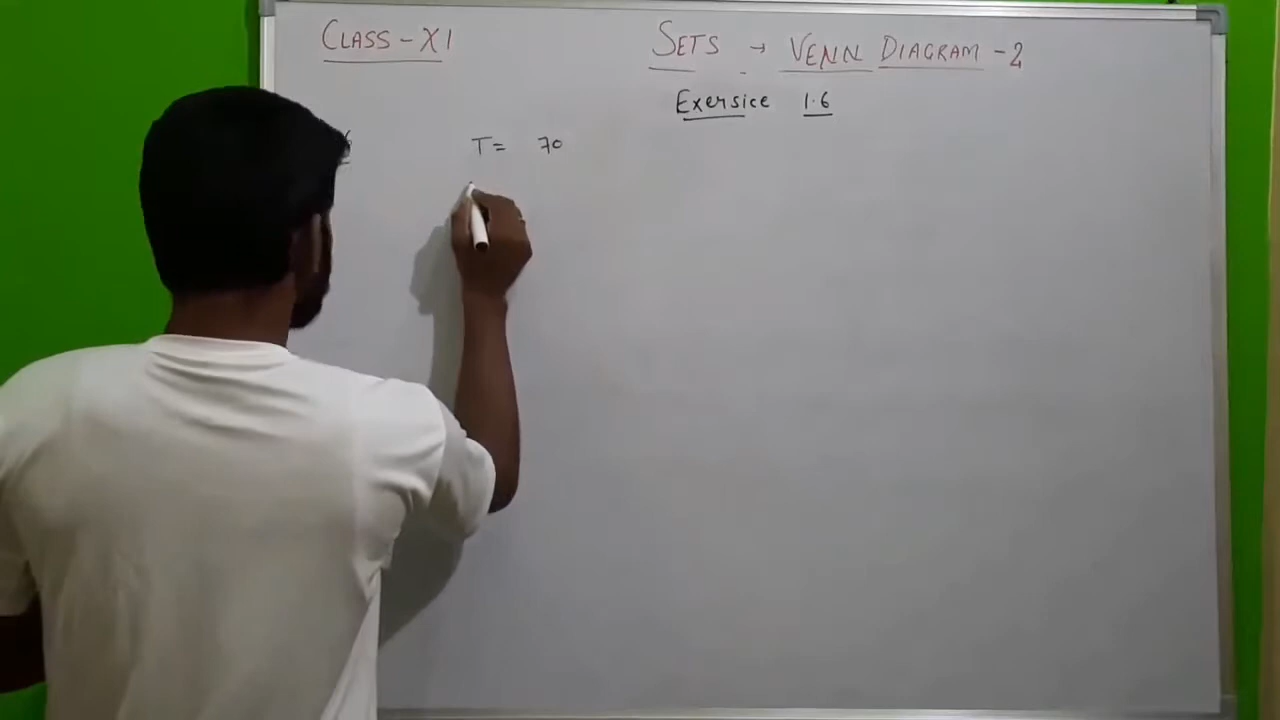 CLASS - XI
SETS → VENN DIAGRAM - 2
Exersice 1.6
T = 70